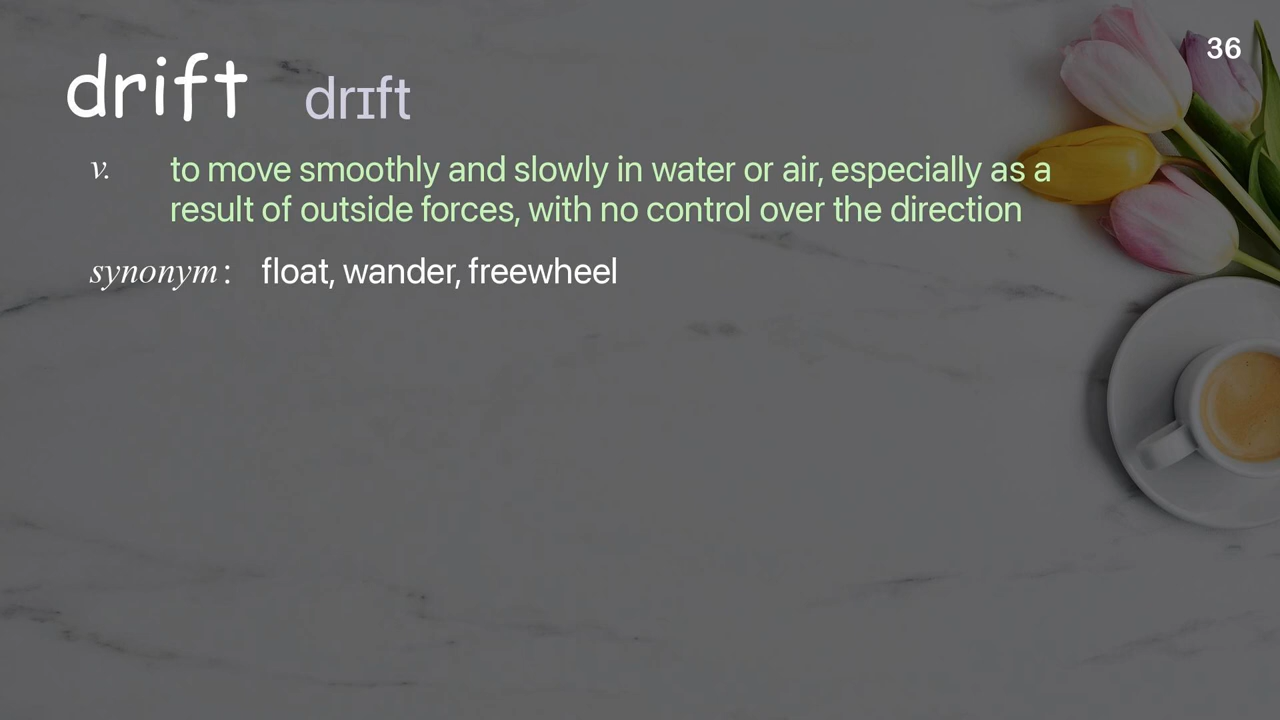 36
drift drɪft
v. to move smoothly and slowly in water or air, especially as a
result of outside forces, with no control over the direction
synonym: float, wander, freewheel